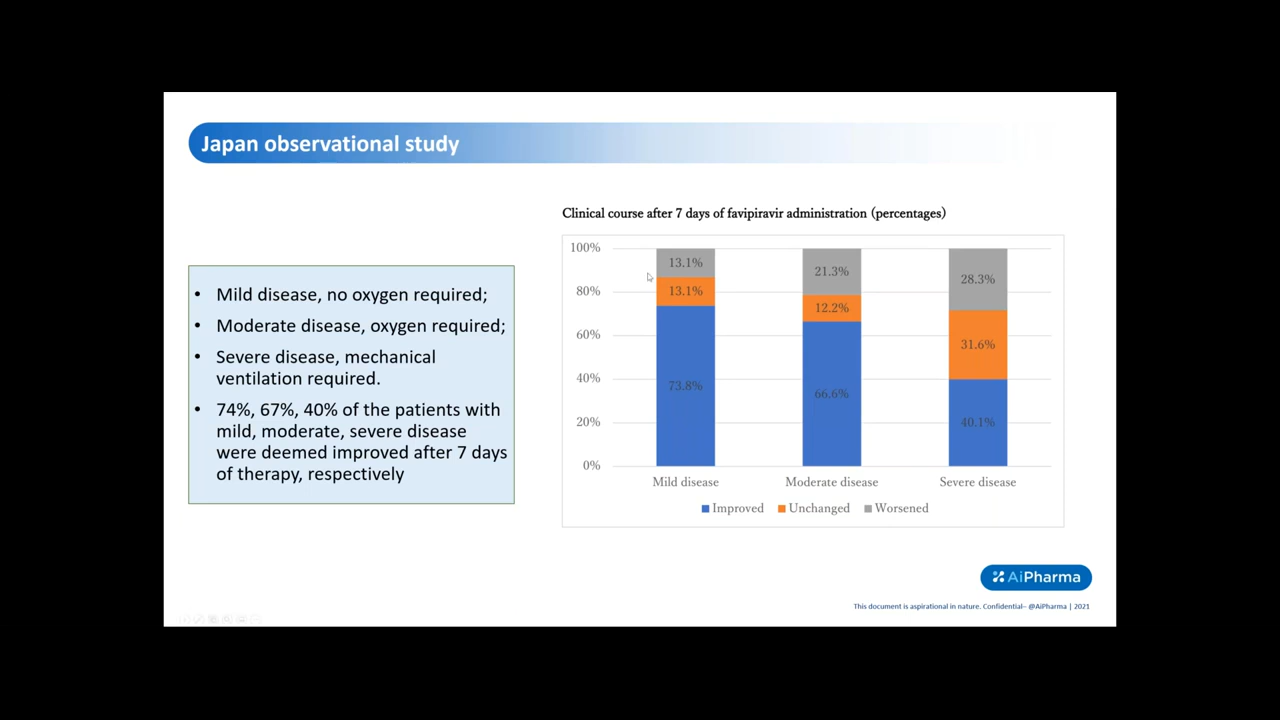 Japan observational study
• Mild disease, no oxygen required;
• Moderate disease, oxygen required;
• Severe disease, mechanical
ventilation required.
• 74%, 67%, 40% of the patients with
mild, moderate, severe disease
were deemed improved after 7 days
of therapy, respectively
Clinical course after 7 days of favipiravir administration (percentages)
100%
80%
60%
40%
20%
0%
13.1%
13.1%
73.8%
21.3%
12.2%
66.6%
28.3%
31.6%
40.1%
Mild disease Moderate disease Severe disease
Improved Unchanged Worsened
AiPharma
This document is aspirational in nature. Confidential– @AiPharma | 2021